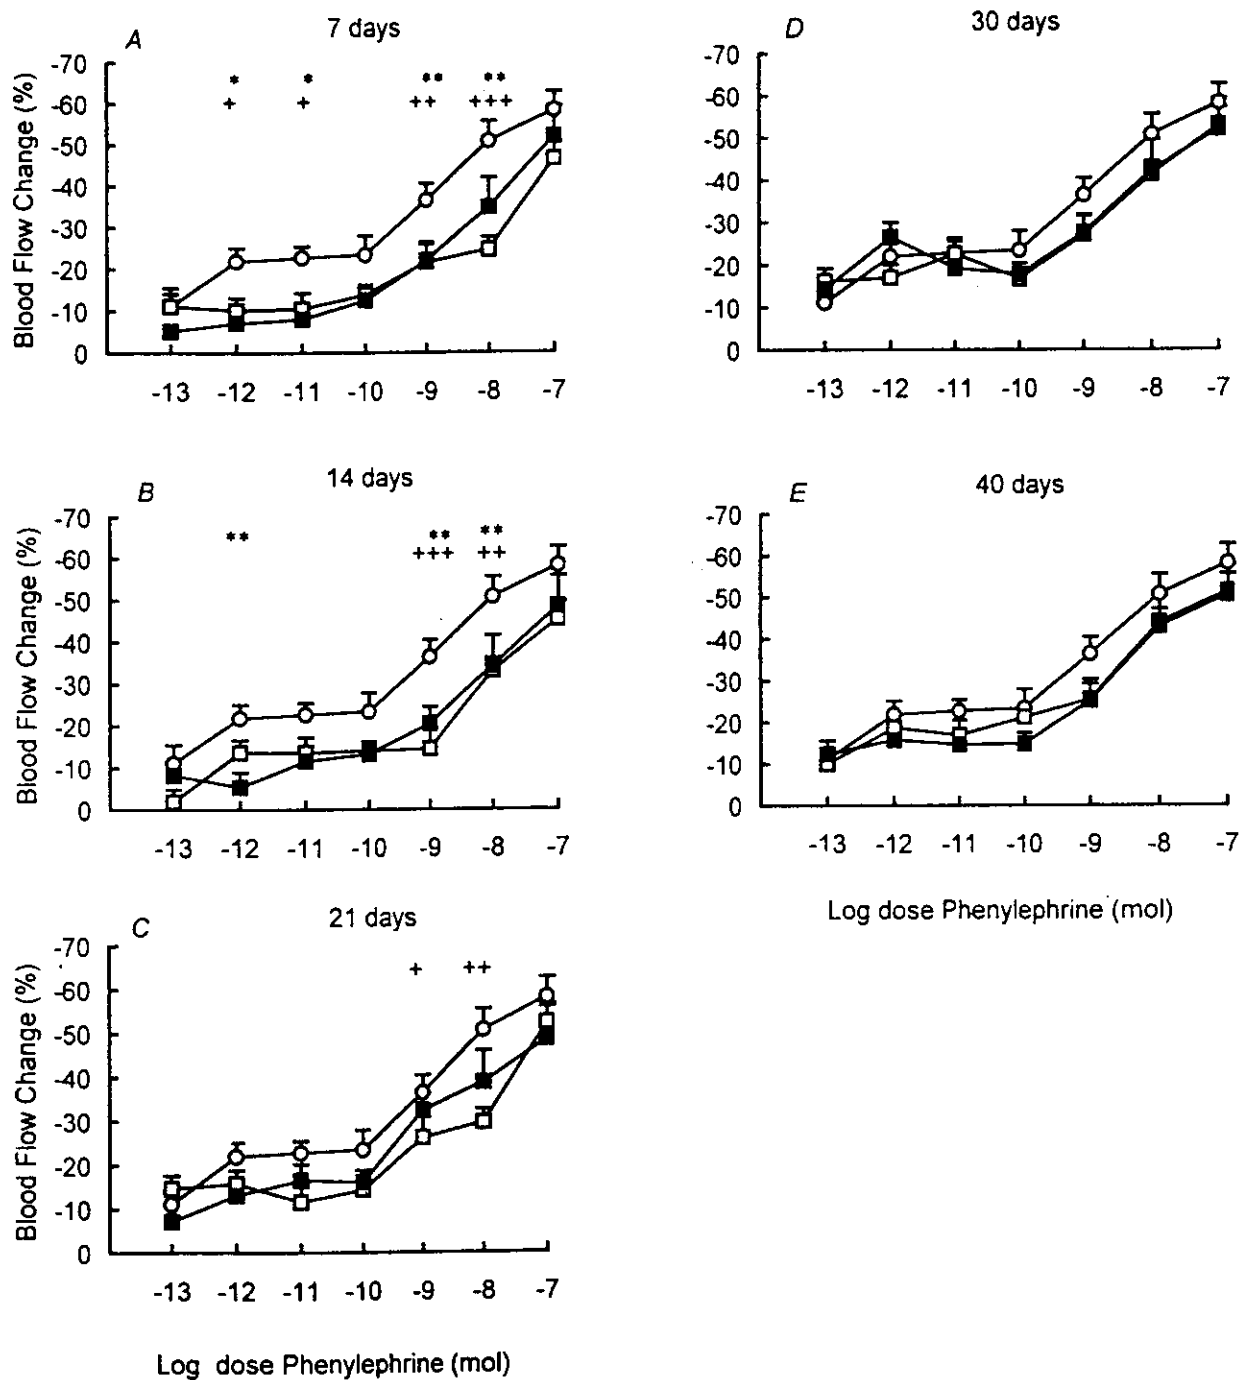 A
7 days
Blood Flow Change (%)
-70
-60
-50
-40
-30
-20
-10
0
* * ** **
+ + ++ +++
-13 -12 -11 -10 -9 -8 -7
B
14 days
Blood Flow Change (%)
-70
-60
-50
-40
-30
-20
-10
0
** ** **
+++ ++
-13 -12 -11 -10 -9 -8 -7
C
21 days
Blood Flow Change (%)
-70
-60
-50
-40
-30
-20
-10
0
+ ++
-13 -12 -11 -10 -9 -8 -7
Log dose Phenylephrine (mol)
D
30 days
-70
-60
-50
-40
-30
-20
-10
0
-13 -12 -11 -10 -9 -8 -7
E
40 days
-70
-60
-50
-40
-30
-20
-10
0
-13 -12 -11 -10 -9 -8 -7
Log dose Phenylephrine (mol)